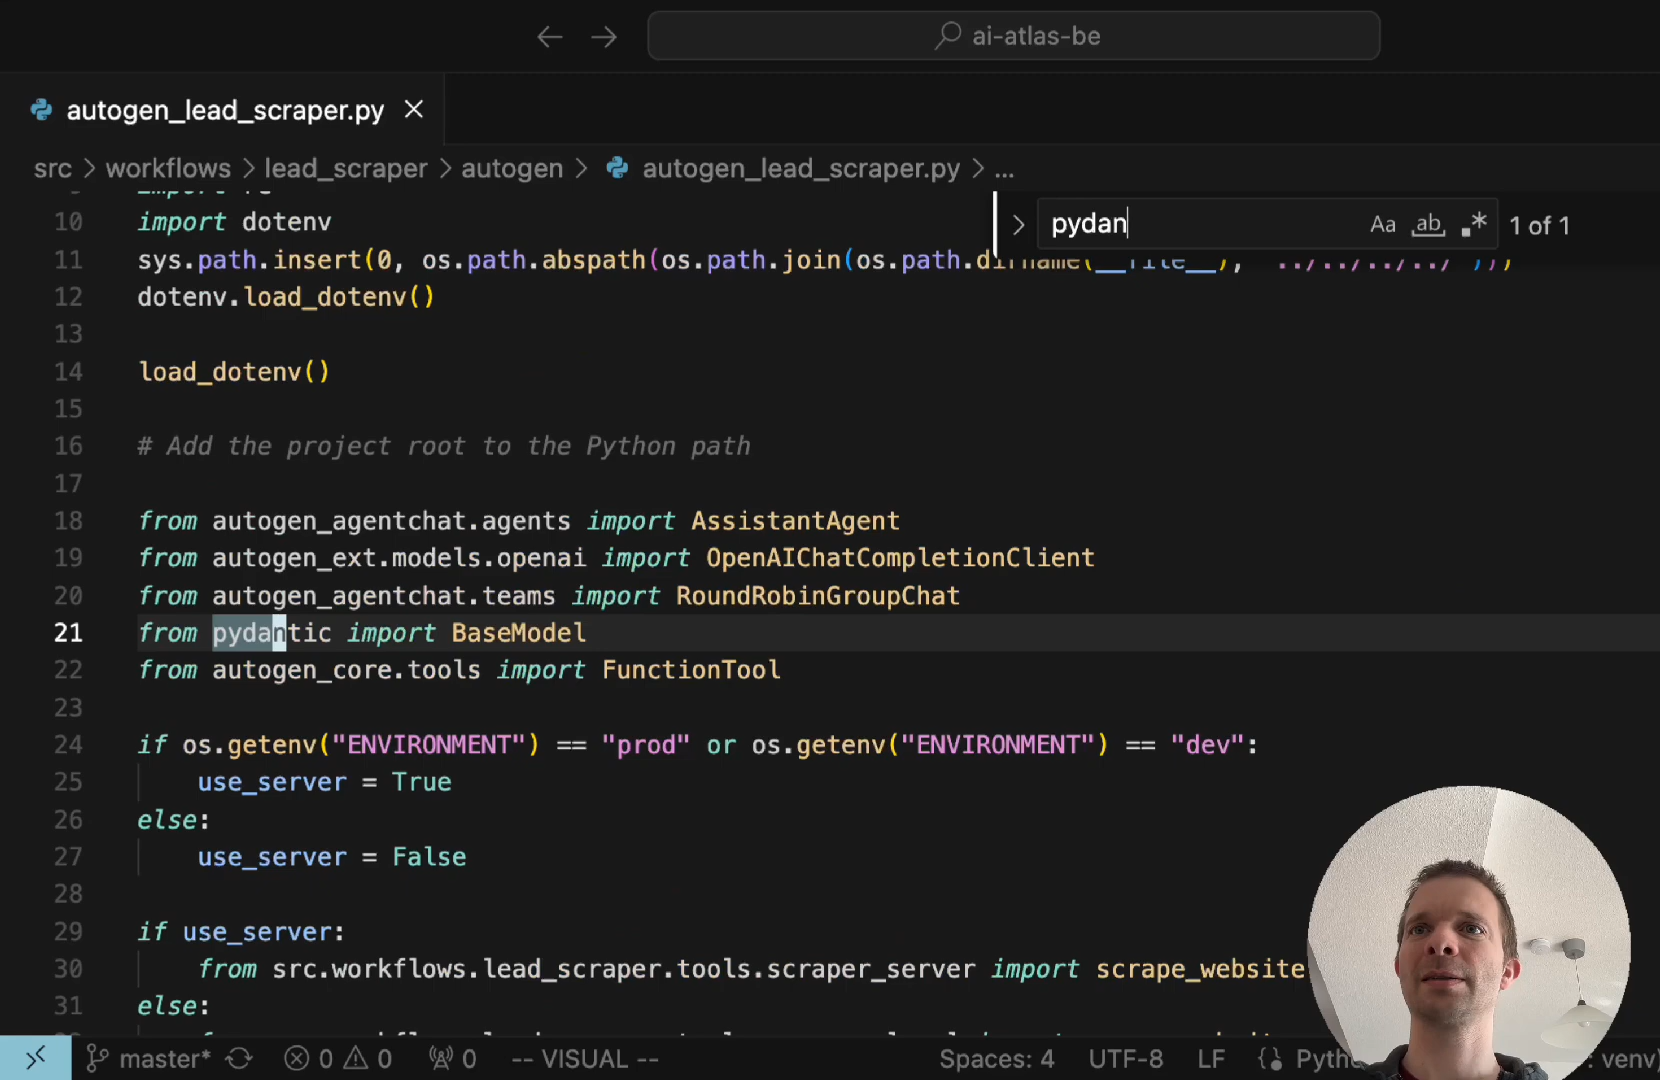 ai-atlas-be
autogen_lead_scraper.py
src > workflows > lead_scraper > autogen > autogen_lead_scraper.py > ...
pydan Aa ab .* 1 of 1
10 import dotenv
11 sys.path.insert(0, os.path.abspath(os.path.join(os.path.dirname(__file__),
12 dotenv.load_dotenv()
13
14 load_dotenv()
15
16 # Add the project root to the Python path
17
18 from autogen_agentchat.agents import AssistantAgent
19 from autogen_ext.models.openai import OpenAIChatCompletionClient
20 from autogen_agentchat.teams import RoundRobinGroupChat
21 from pydantic import BaseModel
22 from autogen_core.tools import FunctionTool
23
24 if os.getenv("ENVIRONMENT") == "prod" or os.getenv("ENVIRONMENT") == "dev":
25 use_server = True
26 else:
27 use_server = False
28
29 if use_server:
30 from src.workflows.lead_scraper.tools.scraper_server import scrape_website
31 else:
master* 0 0 0 -- VISUAL -- Spaces: 4 UTF-8 LF venv)